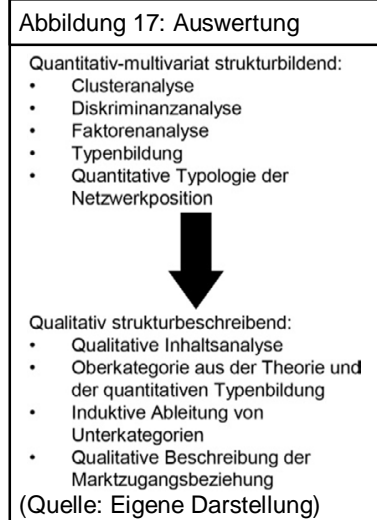 Abbildung 17: Auswertung
Quantitativ-multivariat strukturbildend:
• Clusteranalyse
• Diskriminanzanalyse
• Faktorenanalyse
• Typenbildung
• Quantitative Typologie der
Netzwerkposition
Qualitativ strukturbeschreibend:
• Qualitative Inhaltsanalyse
• Oberkategorie aus der Theorie und
der quantitativen Typenbildung
• Induktive Ableitung von
Unterkategorien
• Qualitative Beschreibung der
Marktzugangsbeziehung
(Quelle: Eigene Darstellung)